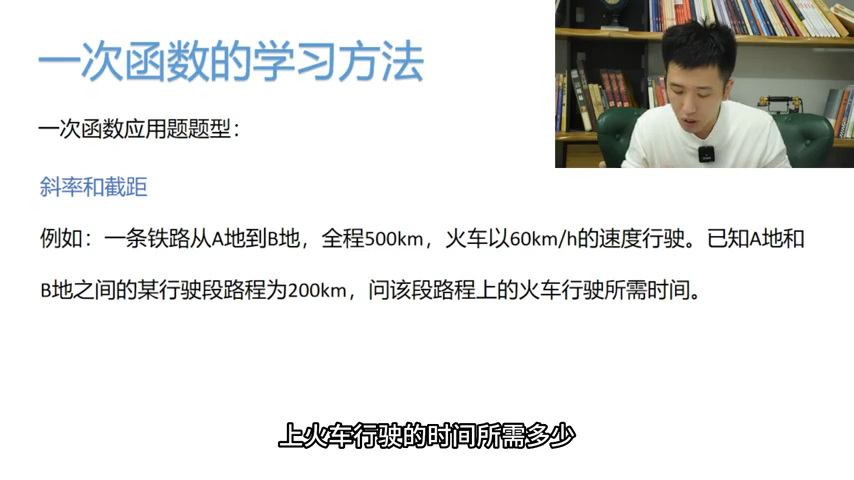 一次函数的学习方法
一次函数应用题题型：
斜率和截距
例如：一条铁路从A地到B地，全程500km，火车以60km/h的速度行驶。已知A地和
B地之间的某行驶段路程为200km，问该段路程上的火车行驶所需时间。
上火车行驶的时间所需多少